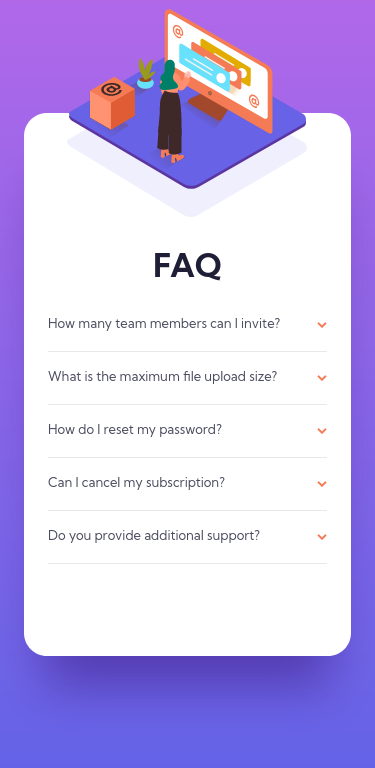 FAQ
How many team members can I invite?
What is the maximum file upload size?
How do I reset my password?
Can I cancel my subscription?
Do you provide additional support?